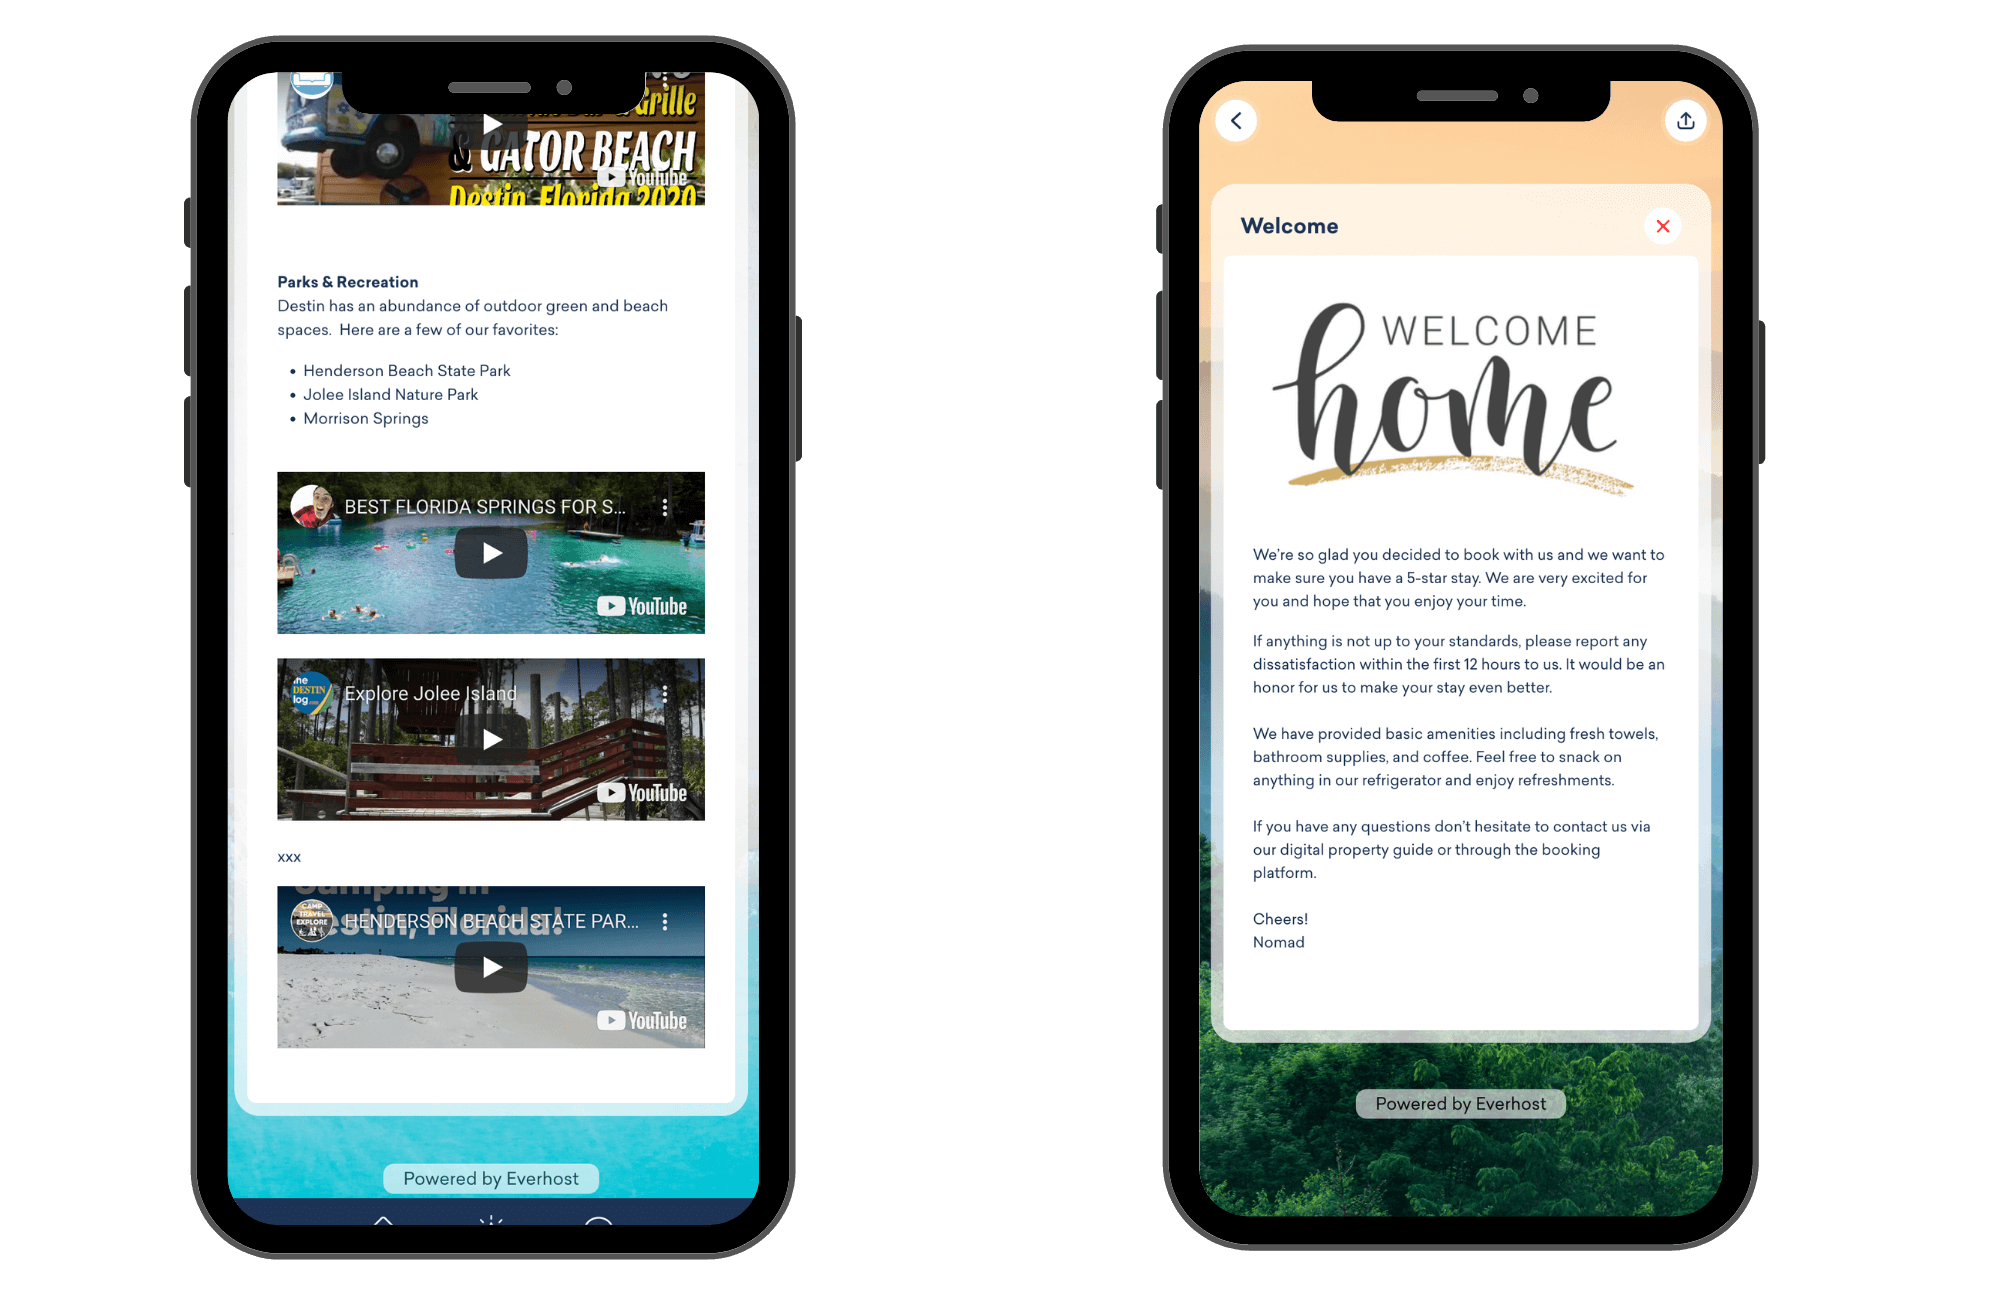 Grille
& GATOR BEACH
YouTube
Destin, Florida 2020
Parks & Recreation
Destin has an abundance of outdoor green and beach
spaces.  Here are a few of our favorites:
• Henderson Beach State Park
• Jolee Island Nature Park
• Morrison Springs
BEST FLORIDA SPRINGS FOR S...
YouTube
the
DESTIN
log.com
Explore Jolee Island
YouTube
xxx
Camping in
Destin, Florida!
CAMP
TRAVEL
EXPLORE
HENDERSON BEACH STATE PAR...
YouTube
Powered by Everhost
Welcome
WELCOME
home
We're so glad you decided to book with us and we want to
make sure you have a 5-star stay. We are very excited for
you and hope that you enjoy your time.
If anything is not up to your standards, please report any
dissatisfaction within the first 12 hours to us. It would be an
honor for us to make your stay even better.
We have provided basic amenities including fresh towels,
bathroom supplies, and coffee. Feel free to snack on
anything in our refrigerator and enjoy refreshments.
If you have any questions don't hesitate to contact us via
our digital property guide or through the booking
platform.
Cheers!
Nomad
Powered by Everhost